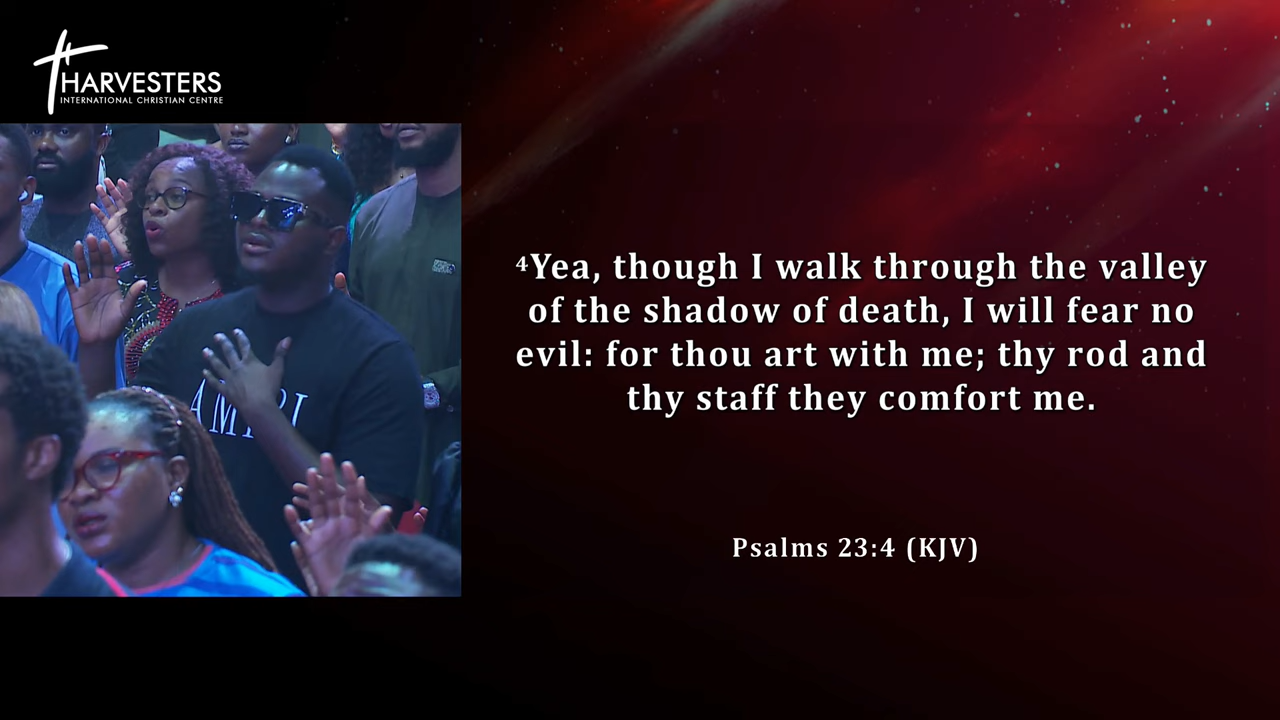 HARVESTERS
INTERNATIONAL CHRISTIAN CENTRE
⁴Yea, though I walk through the valley
of the shadow of death, I will fear no
evil: for thou art with me; thy rod and
thy staff they comfort me.
Psalms 23:4 (KJV)